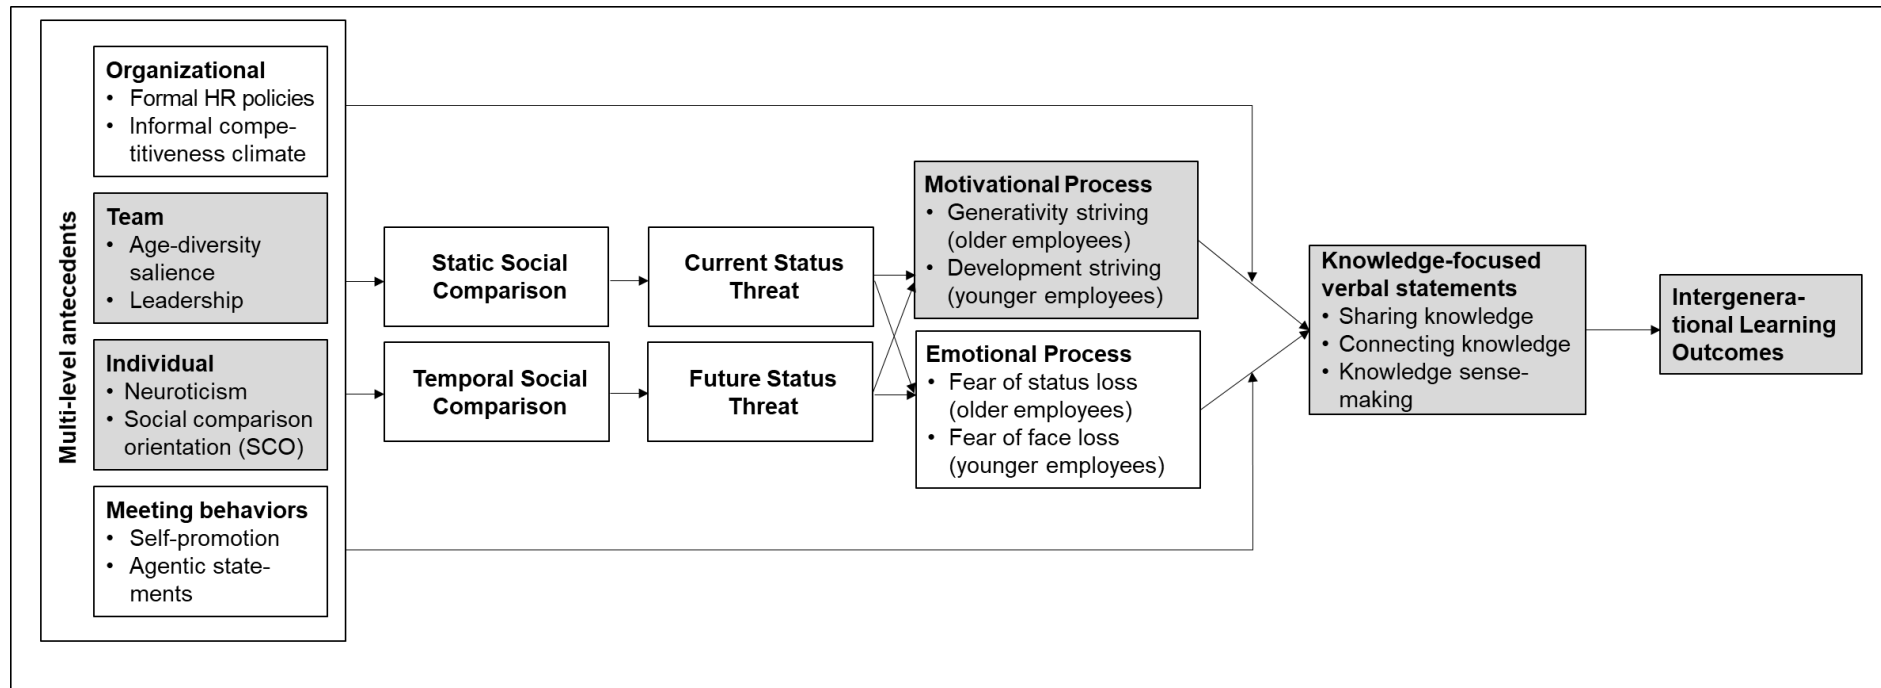 Multi-level antecedents
Organizational
• Formal HR policies
• Informal compe-
titiveness climate
Team
• Age-diversity
salience
• Leadership
Individual
• Neuroticism
• Social comparison
orientation (SCO)
Meeting behaviors
• Self-promotion
• Agentic state-
ments
Static Social
Comparison
Temporal Social
Comparison
Current Status
Threat
Future Status
Threat
Motivational Process
• Generativity striving
(older employees)
• Development striving
(younger employees)
Emotional Process
• Fear of status loss
(older employees)
• Fear of face loss
(younger employees)
Knowledge-focused
verbal statements
• Sharing knowledge
• Connecting knowledge
• Knowledge sense-
making
Intergenera-
tional Learning
Outcomes